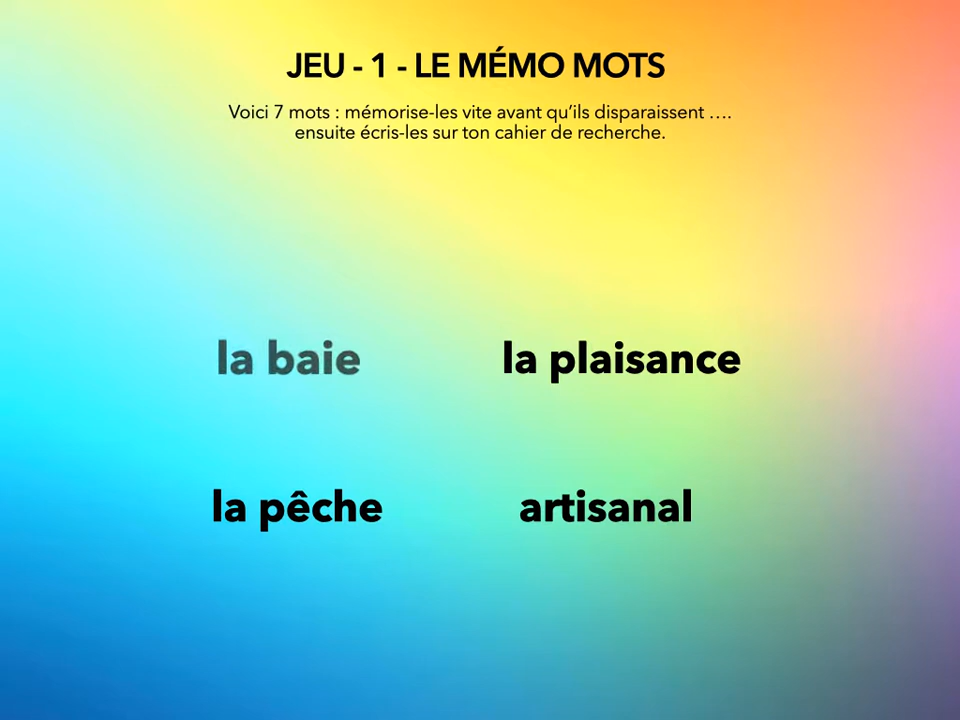 JEU - 1 - LE MÉMO MOTS
Voici 7 mots : mémorise-les vite avant qu’ils disparaissent ….
ensuite écris-les sur ton cahier de recherche.
la baie
la plaisance
la pêche
artisanal